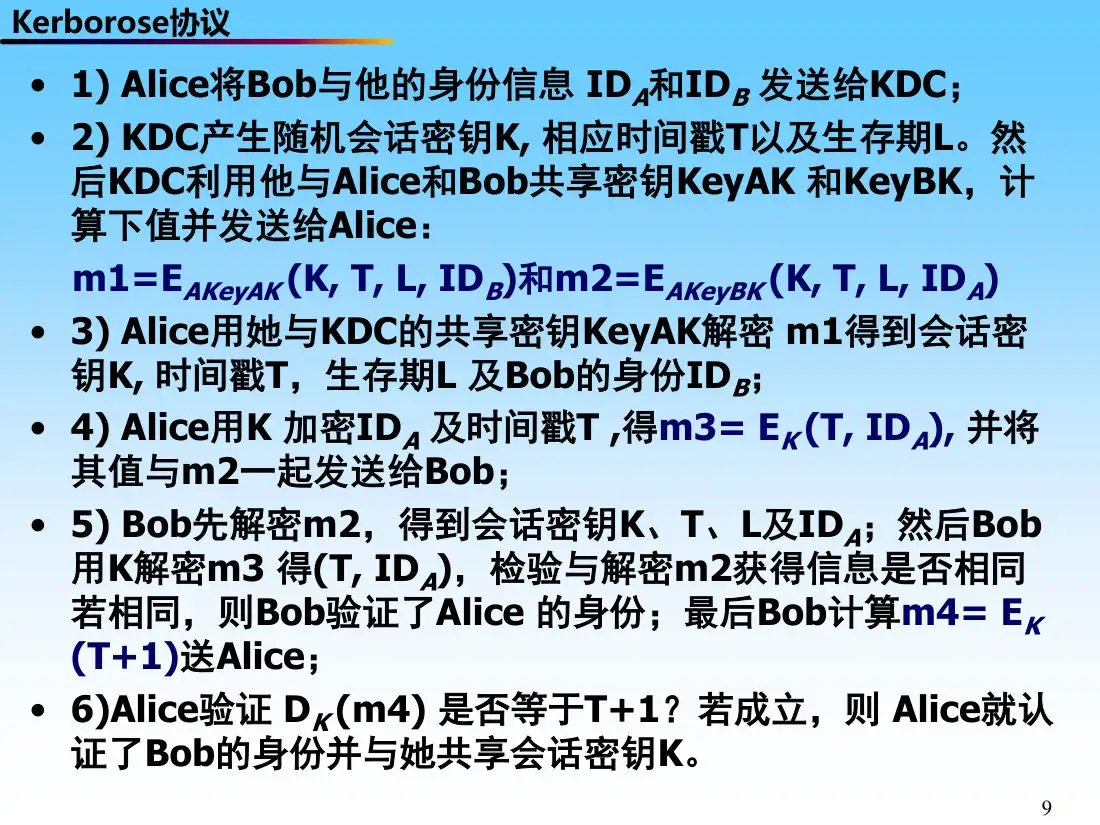 Kerborose协议
• 1) Alice将Bob与他的身份信息 IDA和IDB 发送给KDC；
• 2) KDC产生随机会话密钥K, 相应时间戳T以及生存期L。然
后KDC利用他与Alice和Bob共享密钥KeyAK 和KeyBK，计
算下值并发送给Alice：
m1=EAKeyAK (K, T, L, IDB)和m2=EAKeyBK (K, T, L, IDA)
• 3) Alice用她与KDC的共享密钥KeyAK解密 m1得到会话密
钥K, 时间戳T，生存期L 及Bob的身份IDB；
• 4) Alice用K 加密IDA 及时间戳T ,得m3= EK (T, IDA), 并将
其值与m2一起发送给Bob；
• 5) Bob先解密m2，得到会话密钥K、T、L及IDA；然后Bob
用K解密m3 得(T, IDA)，检验与解密m2获得信息是否相同
若相同，则Bob验证了Alice 的身份；最后Bob计算m4= EK
(T+1)送Alice；
• 6)Alice验证 DK (m4) 是否等于T+1？若成立，则 Alice就认
证了Bob的身份并与她共享会话密钥K。
9